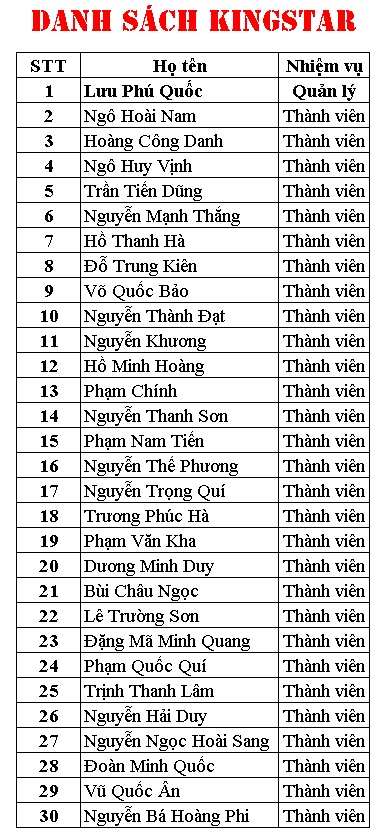 DANH SÁCH KINGSTAR
STT Họ tên Nhiệm vụ
1 Lưu Phú Quốc Quản lý
2 Ngô Hoài Nam Thành viên
3 Hoàng Công Danh Thành viên
4 Ngô Huy Vịnh Thành viên
5 Trần Tiến Dũng Thành viên
6 Nguyễn Mạnh Thắng Thành viên
7 Hồ Thanh Hà Thành viên
8 Đỗ Trung Kiên Thành viên
9 Võ Quốc Bảo Thành viên
10 Nguyễn Thành Đạt Thành viên
11 Nguyễn Khương Thành viên
12 Hồ Minh Hoàng Thành viên
13 Phạm Chính Thành viên
14 Nguyễn Thanh Sơn Thành viên
15 Phạm Nam Tiến Thành viên
16 Nguyễn Thế Phương Thành viên
17 Nguyễn Trọng Quí Thành viên
18 Trương Phúc Hà Thành viên
19 Phạm Văn Kha Thành viên
20 Dương Minh Duy Thành viên
21 Bùi Châu Ngọc Thành viên
22 Lê Trường Sơn Thành viên
23 Đặng Mã Minh Quang Thành viên
24 Phạm Quốc Quí Thành viên
25 Trịnh Thanh Lâm Thành viên
26 Nguyễn Hải Duy Thành viên
27 Nguyễn Ngọc Hoài Sang Thành viên
28 Đoàn Minh Quốc Thành viên
29 Vũ Quốc Ân Thành viên
30 Nguyễn Bá Hoàng Phi Thành viên